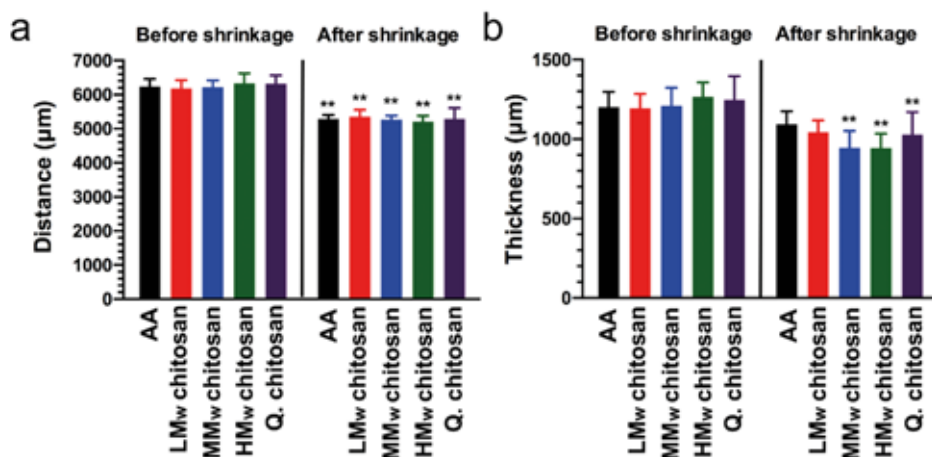 a
Before shrinkage
After shrinkage
Distance (μm)
7000
6000
5000
4000
3000
2000
1000
0
** ** ** ** **
AA
LMw chitosan
MMw chitosan
HMw chitosan
Q. chitosan
AA
LMw chitosan
MMw chitosan
HMw chitosan
Q. chitosan
b
Before shrinkage
After shrinkage
Thickness (μm)
1500
1000
500
0
** ** **
AA
LMw chitosan
MMw chitosan
HMw chitosan
Q. chitosan
AA
LMw chitosan
MMw chitosan
HMw chitosan
Q. chitosan